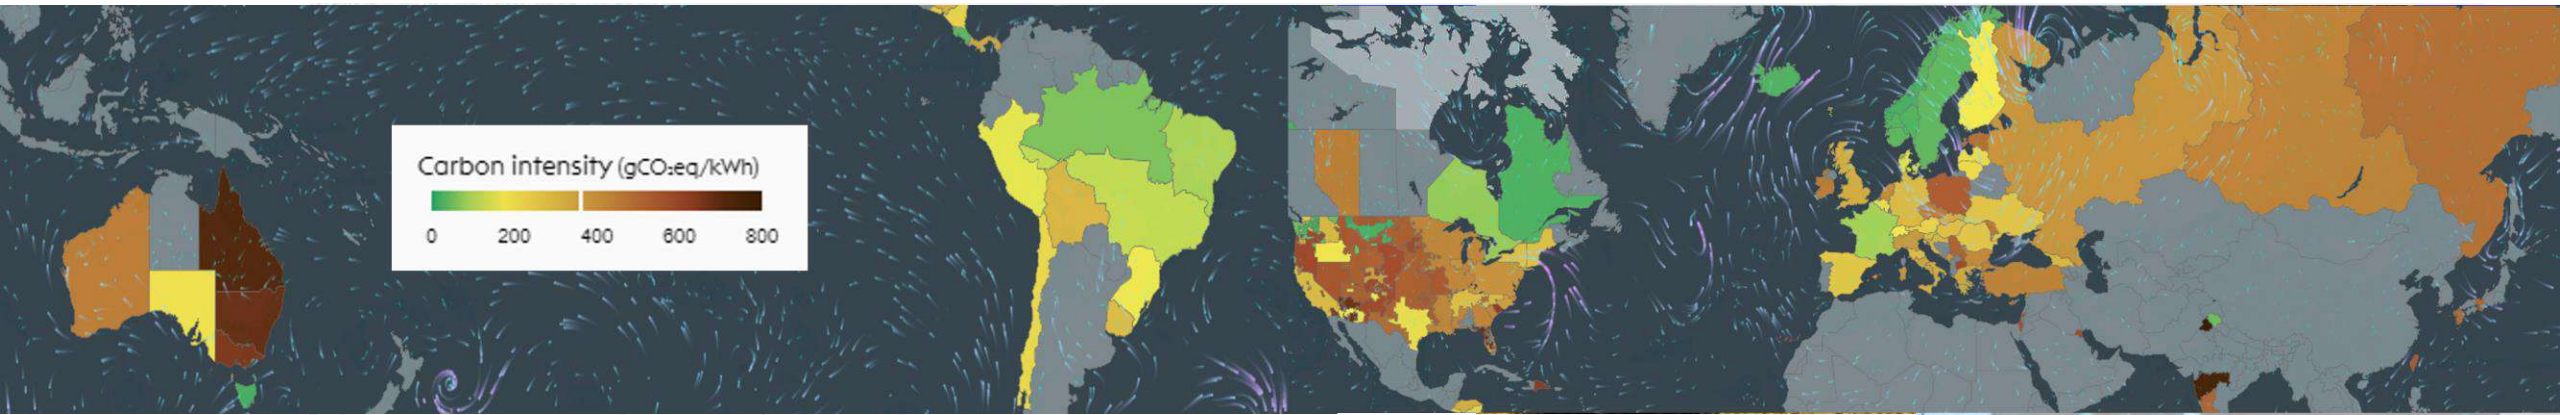 Carbon intensity (gCO₂eq/kWh)
0 200 400 600 800